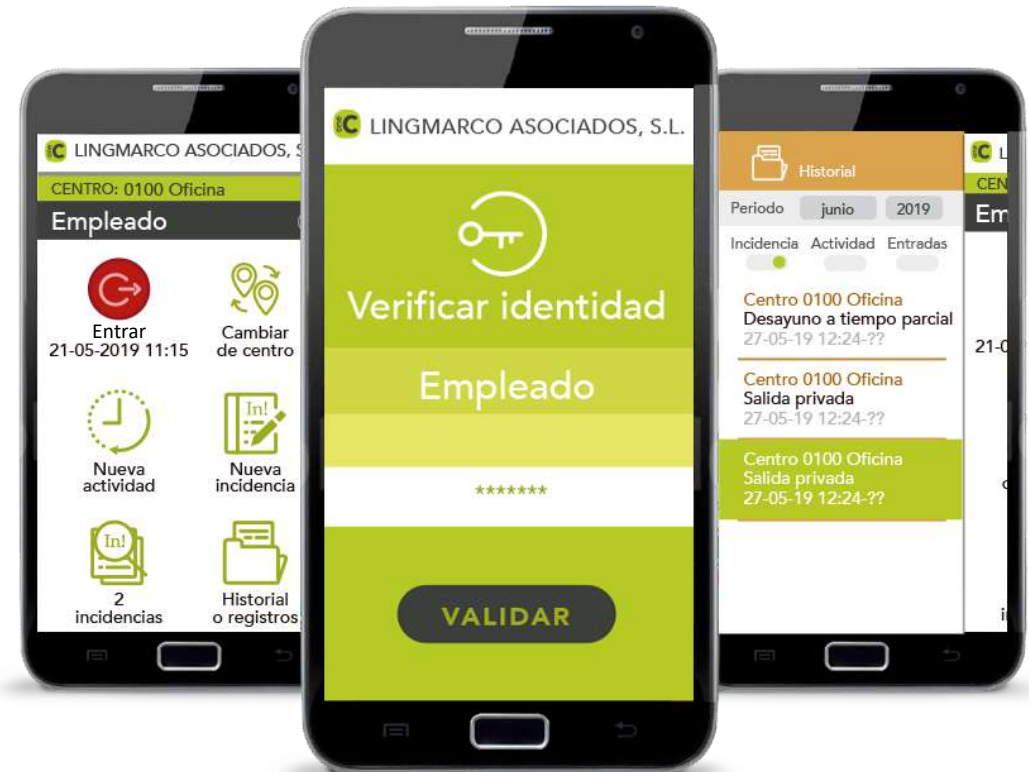 LINGMARCO ASOCIADOS, S
CENTRO: 0100 Oficina
Empleado
Entrar
21-05-2019 11:15
Cambiar
de centro
Nueva
actividad
In!
Nueva
incidencia
In!
2
incidencias
Historial
o registros
C LINGMARCO ASOCIADOS, S.L.
Verificar identidad
Empleado
*******
VALIDAR
Historial
Periodo junio 2019
Incidencia Actividad Entradas
Centro 0100 Oficina
Desayuno a tiempo parcial
27-05-19 12:24-??
Centro 0100 Oficina
Salida privada
27-05-19 12:24-??
Centro 0100 Oficina
Salida privada
27-05-19 12:24-??
C L
CEN
Em
21-0